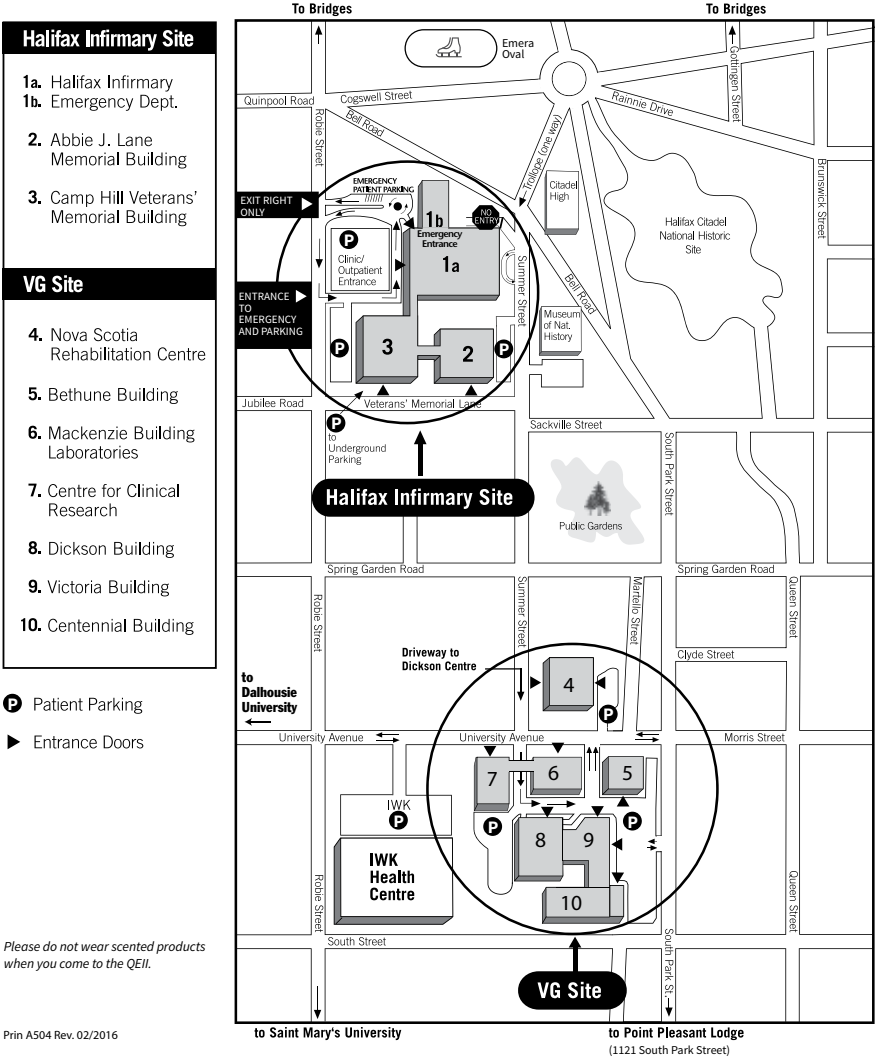 To Bridges
To Bridges
Halifax Infirmary Site
1a. Halifax Infirmary
1b. Emergency Dept.
2. Abbie J. Lane
Memorial Building
3. Camp Hill Veterans'
Memorial Building
VG Site
4. Nova Scotia
Rehabilitation Centre
5. Bethune Building
6. Mackenzie Building
Laboratories
7. Centre for Clinical
Research
8. Dickson Building
9. Victoria Building
10. Centennial Building
P Patient Parking
Entrance Doors
Please do not wear scented products
when you come to the QEII.
Prin A504 Rev. 02/2016
Emera
Oval
Quinpool Road
Cogswell Street
Robie Street
Bell Road
Trollope (one way)
Rainnie Drive
Gottingen Street
Brunswick Street
EMERGENCY
PATIENT PARKING
EXIT RIGHT
ONLY
1b
Emergency
Entrance
NO
ENTRY
Citadel
High
Halifax Citadel
National Historic
Site
P
Clinic/
Outpatient
Entrance
1a
Summer Street
Bell Road
ENTRANCE
TO
EMERGENCY
AND PARKING
Museum
of Nat.
History
P
3
2
P
Jubilee Road
Veterans' Memorial Lane
P
to
Underground
Parking
Sackville Street
South Park Street
Halifax Infirmary Site
Public Gardens
Spring Garden Road
Spring Garden Road
Robie Street
Summer Street
Martello Street
Queen Street
Driveway to
Dickson Centre
Clyde Street
to
Dalhousie
University
4
P
University Avenue
University Avenue
Morris Street
7
6
5
IWK
P
P
P
8
9
IWK
Health
Centre
10
Robie Street
Queen Street
South Street
South Park St.
VG Site
to Saint Mary's University
to Point Pleasant Lodge
(1121 South Park Street)